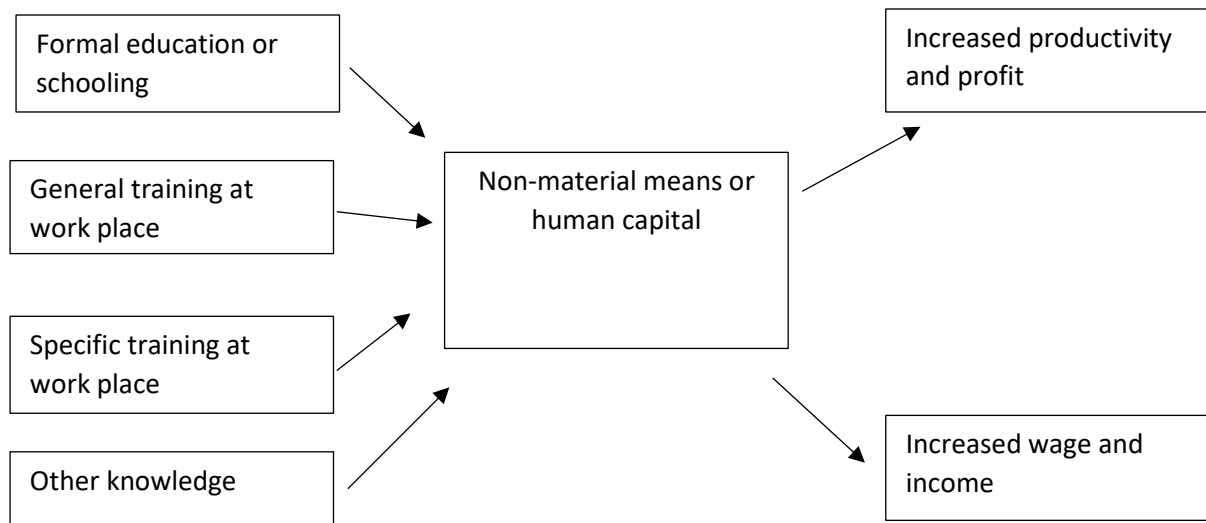 Formal education or
schooling
General training at
work place
Specific training at
work place
Other knowledge
Non-material means or
human capital
Increased productivity
and profit
Increased wage and
income